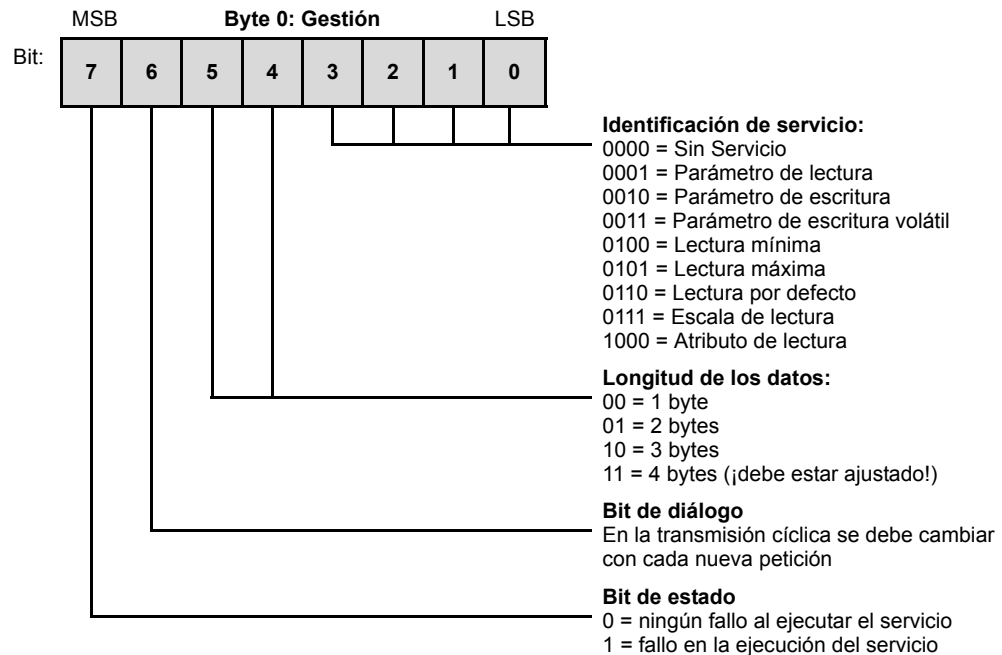 MSB Byte 0: Gestión LSB
Bit: 7 6 5 4 3 2 1 0
Identificación de servicio:
0000 = Sin Servicio
0001 = Parámetro de lectura
0010 = Parámetro de escritura
0011 = Parámetro de escritura volátil
0100 = Lectura mínima
0101 = Lectura máxima
0110 = Lectura por defecto
0111 = Escala de lectura
1000 = Atributo de lectura
Longitud de los datos:
00 = 1 byte
01 = 2 bytes
10 = 3 bytes
11 = 4 bytes (¡debe estar ajustado!)
Bit de diálogo
En la transmisión cíclica se debe cambiar
con cada nueva petición
Bit de estado
0 = ningún fallo al ejecutar el servicio
1 = fallo en la ejecución del servicio